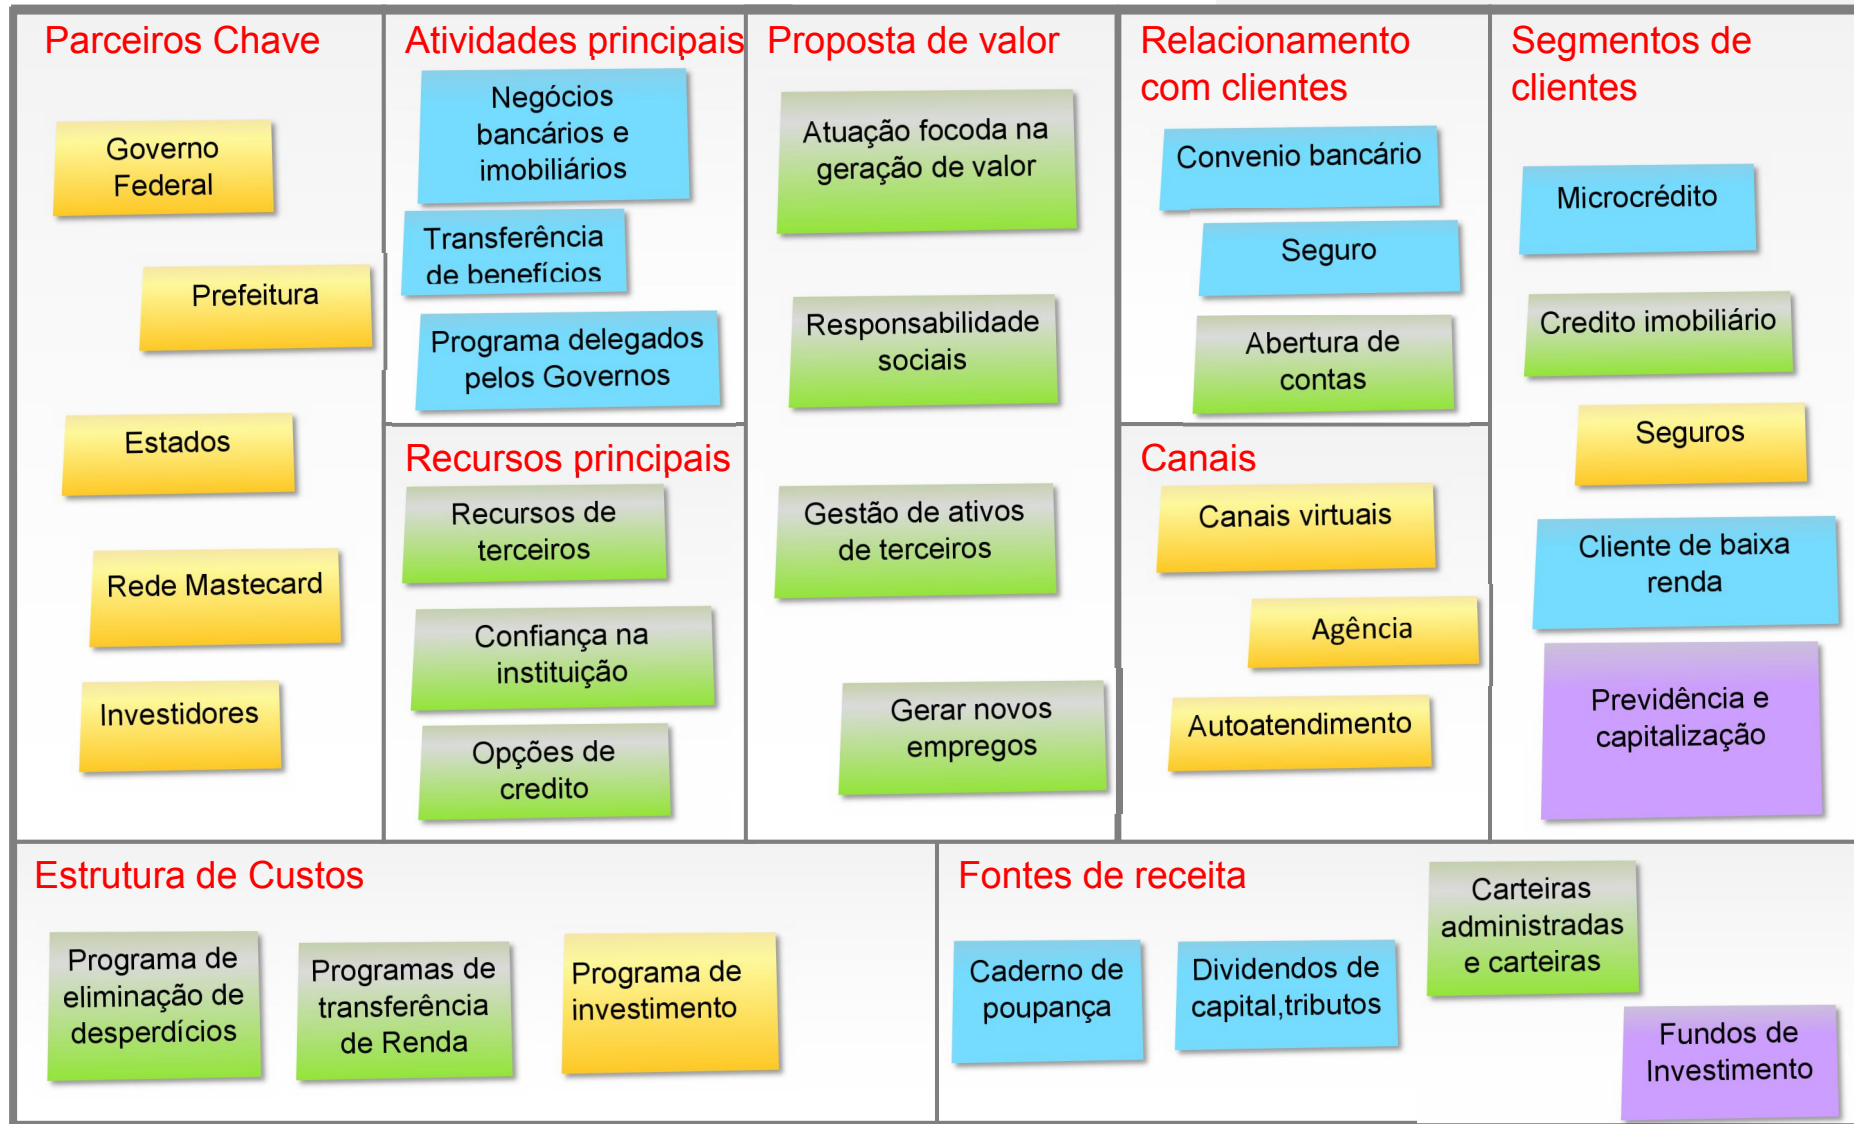 Parceiros Chave
Governo
Federal
Prefeitura
Estados
Rede Mastecard
Investidores
Atividades principais
Negócios
bancários e
imobiliários
Transferência
de benefícios
Programa delegados
pelos Governos
Recursos principais
Recursos de
terceiros
Confiança na
instituição
Opções de
credito
Proposta de valor
Atuação focoda na
geração de valor
Responsabilidade
sociais
Gestão de ativos
de terceiros
Gerar novos
empregos
Relacionamento
com clientes
Convenio bancário
Seguro
Abertura de
contas
Canais
Canais virtuais
Agência
Autoatendimento
Segmentos de
clientes
Microcrédito
Credito imobiliário
Seguros
Cliente de baixa
renda
Previdência e
capitalização
Estrutura de Custos
Programa de
eliminação de
desperdícios
Programas de
transferência
de Renda
Programa de
investimento
Fontes de receita
Caderno de
poupança
Dividendos de
capital,tributos
Carteiras
administradas
e carteiras
Fundos de
Investimento